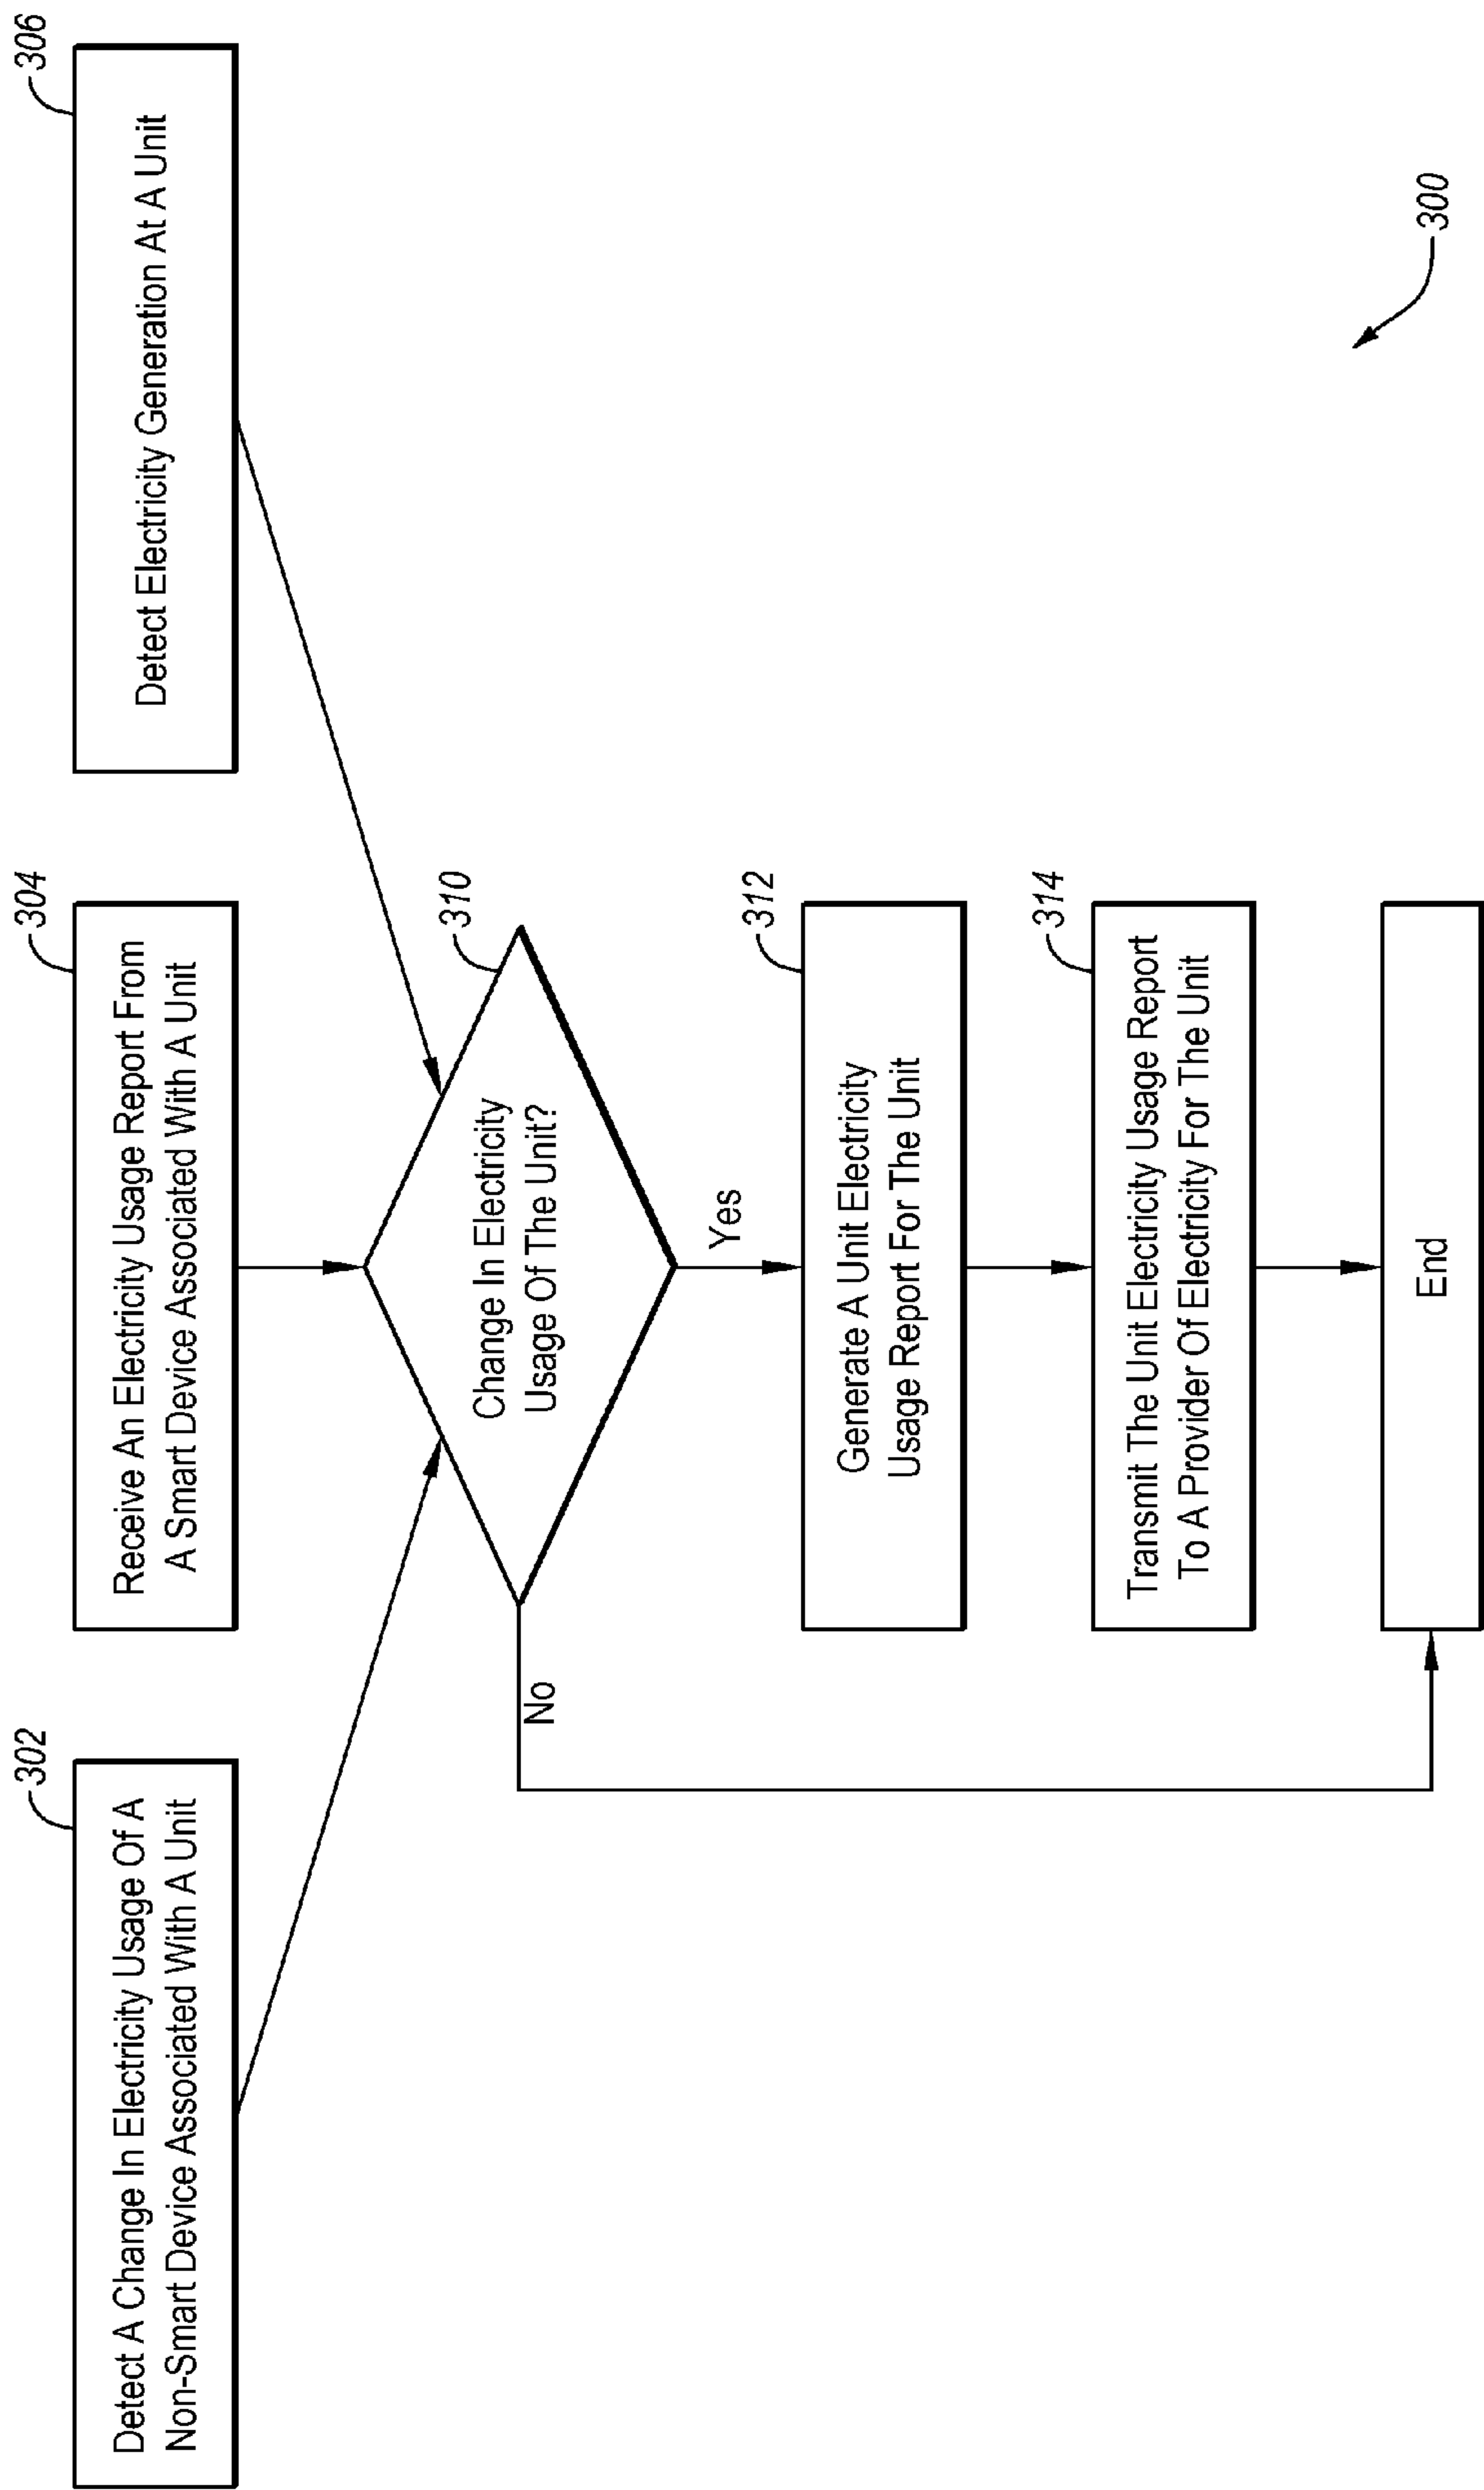 302
Detect A Change In Electricity Usage Of A
Non-Smart Device Associated With A Unit
304
Receive An Electricity Usage Report From
A Smart Device Associated With A Unit
306
Detect Electricity Generation At A Unit
310
Change In Electricity
Usage Of The Unit?
No
Yes
312
Generate A Unit Electricity
Usage Report For The Unit
314
Transmit The Unit Electricity Usage Report
To A Provider Of Electricity For The Unit
End
300